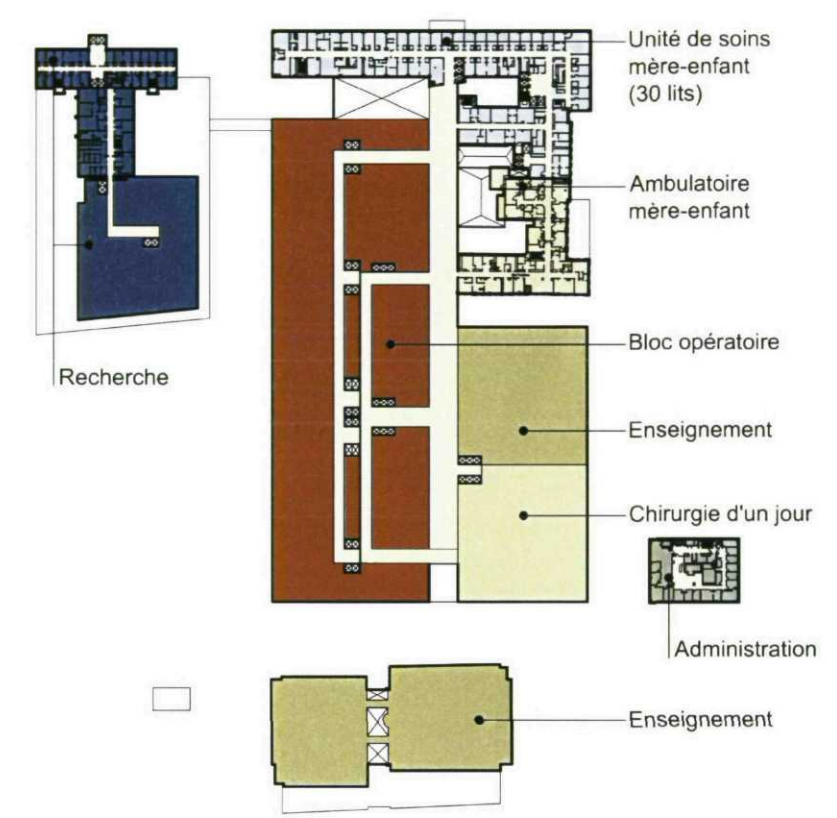 Unité de soins
mère-enfant
(30 lits)
Ambulatoire
mère-enfant
Bloc opératoire
Recherche
Enseignement
Chirurgie d'un jour
Administration
Enseignement